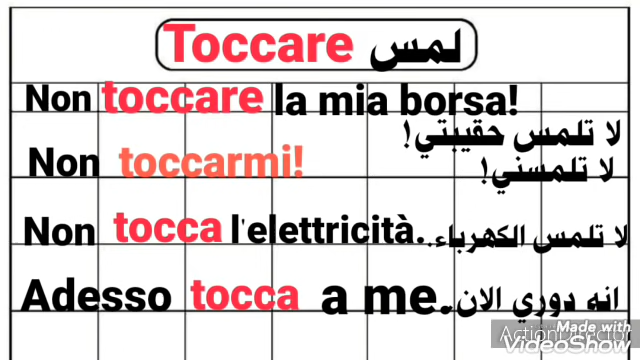 Toccare لمس
Non toccare la mia borsa!
لا تلمس حقيبتي!
Non toccarmi!
لا تلمسني!
Non tocca l'elettricità.
لا تلمس الكهرباء..
Adesso tocca a me.
انه دوري الان.
ActionDirector
Made with
VideoShow